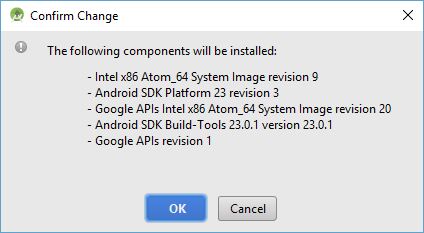 Confirm Change
The following components will be installed:
- Intel x86 Atom_64 System Image revision 9
- Android SDK Platform 23 revision 3
- Google APIs Intel x86 Atom_64 System Image revision 20
- Android SDK Build-Tools 23.0.1 version 23.0.1
- Google APIs revision 1
OK
Cancel